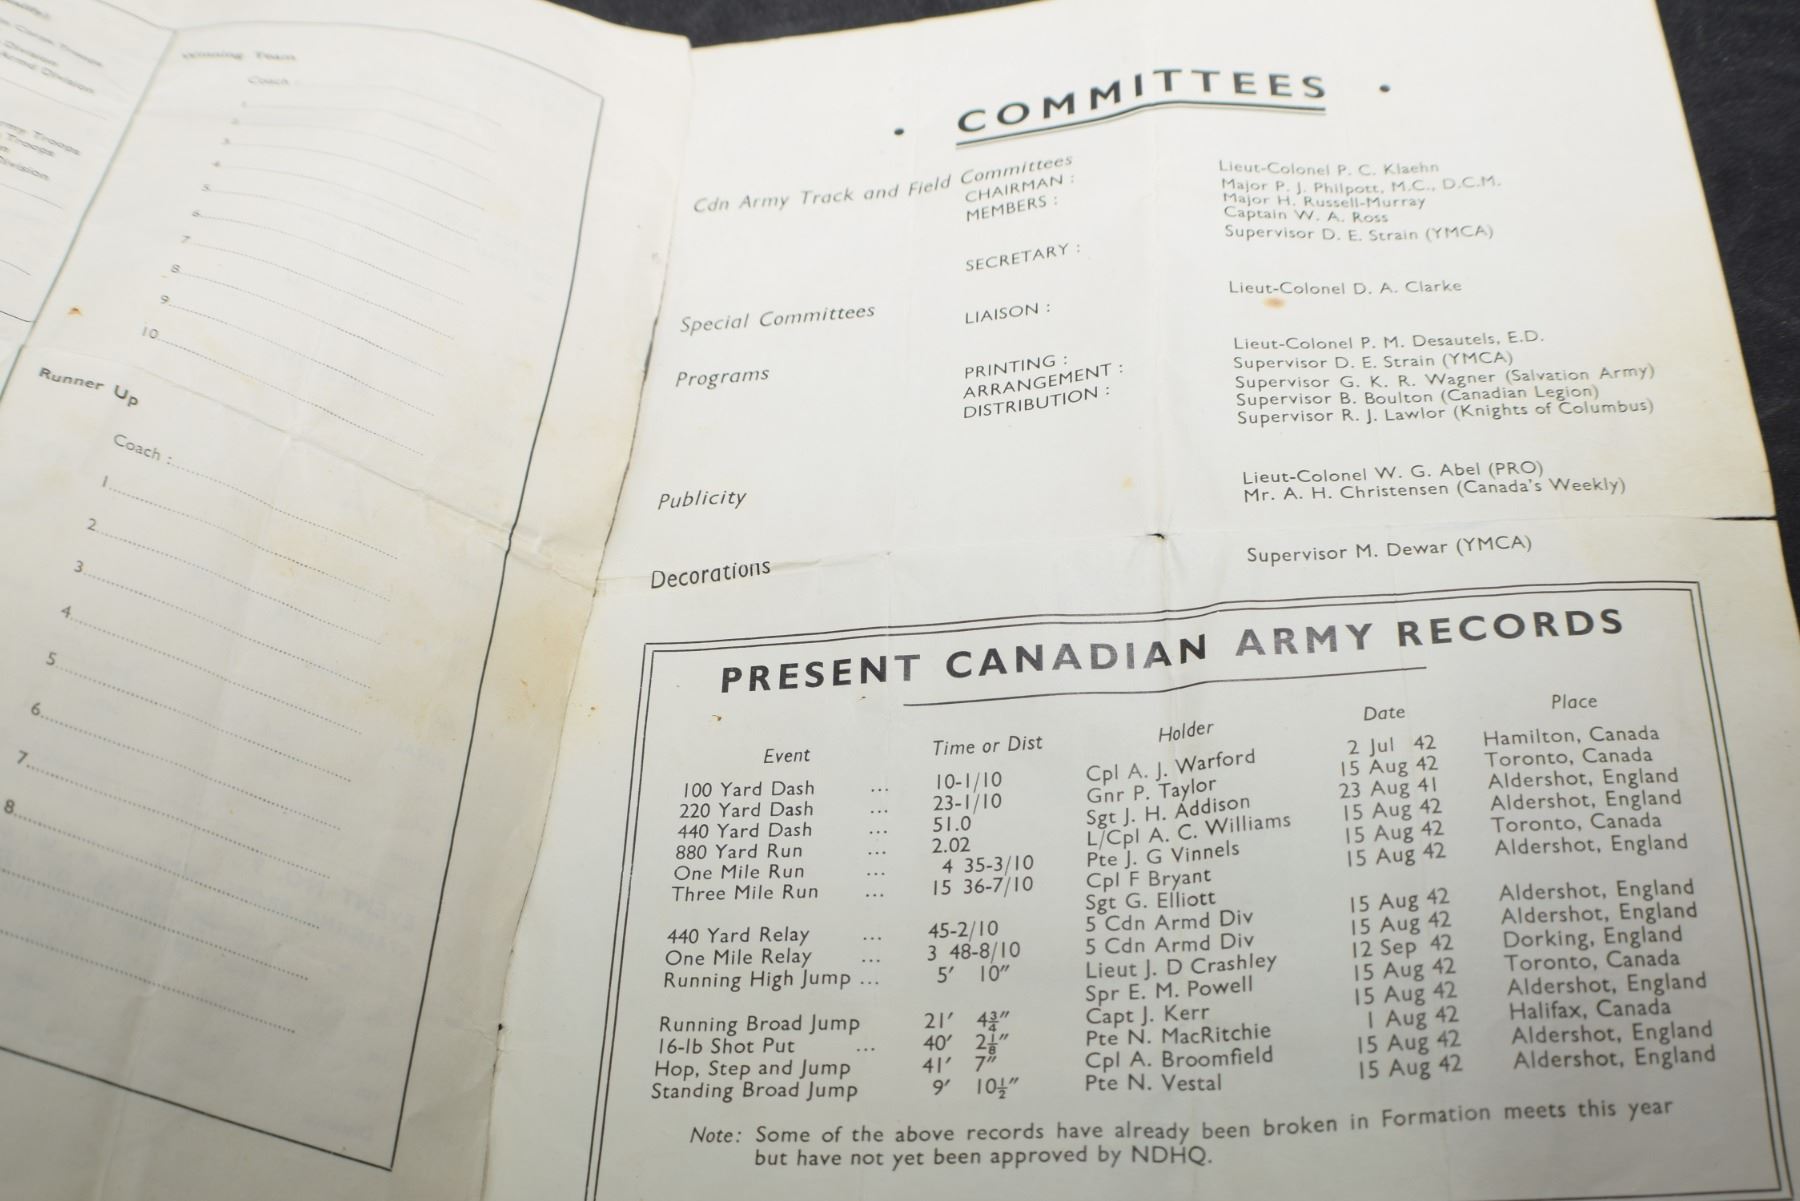 Carib Troops
Division
Armd Division
Army Troops
Troops
Division
Winning Team
Coach
1
2
3
4
5
6
7
8
9
10
Runner Up
Coach :
1
2
3
4
5
6
7
8
• COMMITTEES •
Cdn Army Track and Field Committees
CHAIRMAN : Lieut-Colonel P. C. Klaehn
MEMBERS : Major P. J. Philpott, M.C., D.C.M.
Major H. Russell-Murray
Captain W. A. Ross
SECRETARY : Supervisor D. E. Strain (YMCA)
Special Committees LIAISON : Lieut-Colonel D. A. Clarke
Programs PRINTING : Lieut-Colonel P. M. Desautels, E.D.
ARRANGEMENT : Supervisor D. E. Strain (YMCA)
DISTRIBUTION : Supervisor G. K. R. Wagner (Salvation Army)
Supervisor B. Boulton (Canadian Legion)
Supervisor R. J. Lawlor (Knights of Columbus)
Publicity Lieut-Colonel W. G. Abel (PRO)
Mr. A. H. Christensen (Canada's Weekly)
Decorations Supervisor M. Dewar (YMCA)
PRESENT CANADIAN ARMY RECORDS
Event Time or Dist Holder Date Place
100 Yard Dash ... 10-1/10 Cpl A. J. Warford 2 Jul 42 Hamilton, Canada
220 Yard Dash ... 23-1/10 Gnr P. Taylor 15 Aug 42 Toronto, Canada
440 Yard Dash ... 51.0 Sgt J. H. Addison 23 Aug 41 Aldershot, England
880 Yard Run ... 2.02 L/Cpl A. C. Williams 15 Aug 42 Aldershot, England
One Mile Run ... 4 35-3/10 Pte J. G Vinnels 15 Aug 42 Toronto, Canada
Three Mile Run ... 15 36-7/10 Cpl F Bryant 15 Aug 42 Aldershot, England
Sgt G. Elliott
440 Yard Relay ... 45-2/10 5 Cdn Armd Div 15 Aug 42 Aldershot, England
One Mile Relay ... 3 48-8/10 5 Cdn Armd Div 15 Aug 42 Aldershot, England
Running High Jump ... 5' 10" Lieut J. D Crashley 12 Sep 42 Dorking, England
Spr E. M. Powell 15 Aug 42 Toronto, Canada
Running Broad Jump 21' 4¾" Capt J. Kerr 15 Aug 42 Aldershot, England
16-lb Shot Put ... 40' 2⅛" Pte N. MacRitchie 1 Aug 42 Halifax, Canada
Hop, Step and Jump 41' 7" Cpl A. Broomfield 15 Aug 42 Aldershot, England
Standing Broad Jump 9' 10½" Pte N. Vestal 15 Aug 42 Aldershot, England
Note: Some of the above records have already been broken in Formation meets this year
but have not yet been approved by NDHQ.